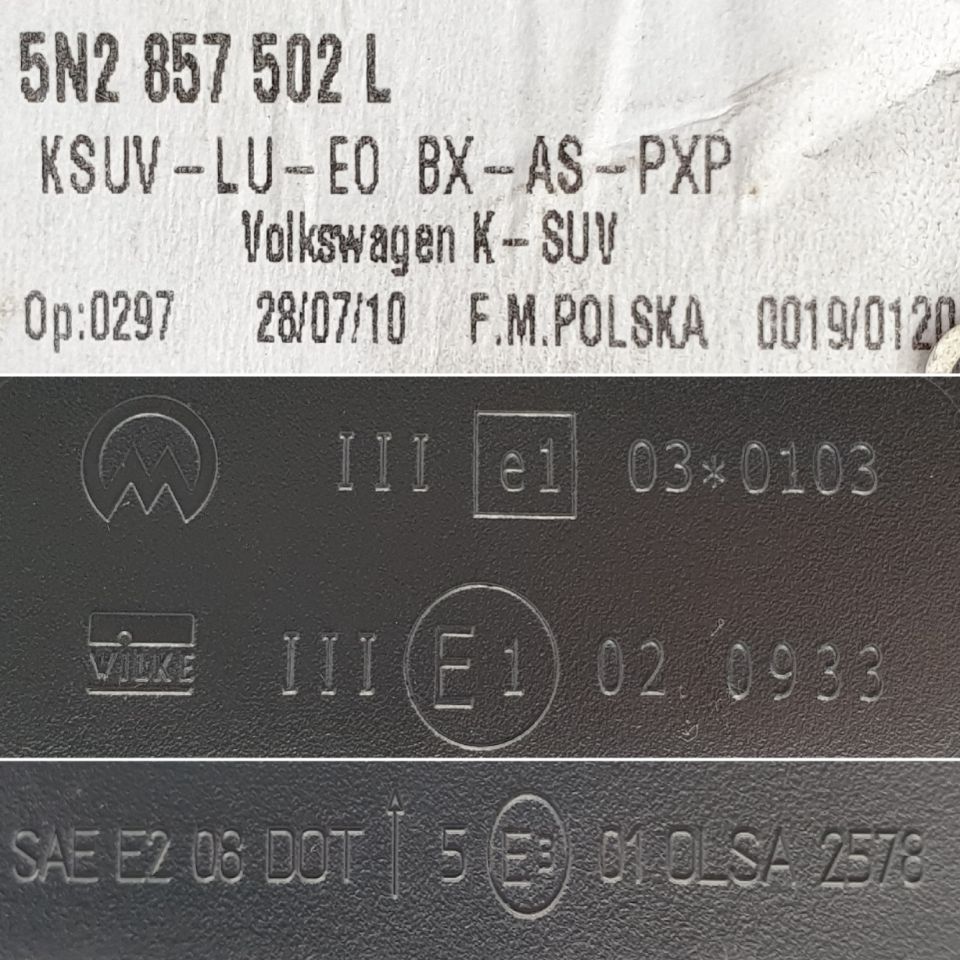 5N2 857 502 L
KSUV-LU-EO BX-AS-PXP
Volkswagen K-SUV
Op:0297 28/07/10 F.M.POLSKA 0019/0120
III e1 03*0103
WILKE III E1 02.0933
SAE E2 08 DOT ↑ 5 E3 01 OLSA 2578